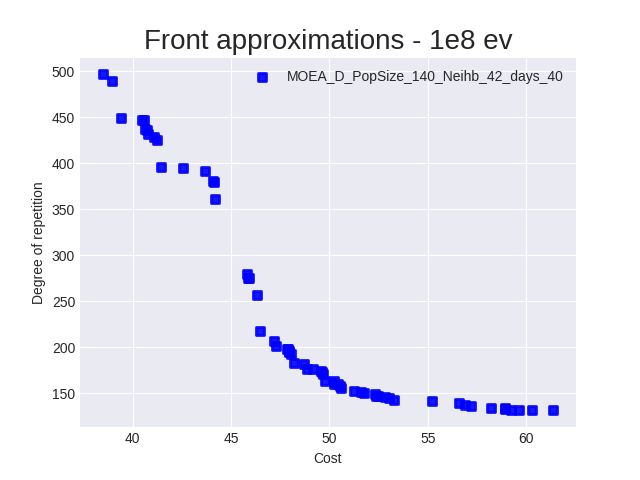 Front approximations - 1e8 ev
MOEA_D_PopSize_140_Neihb_42_days_40
Degree of repetition
500
450
400
350
300
250
200
150
40 45 50 55 60
Cost